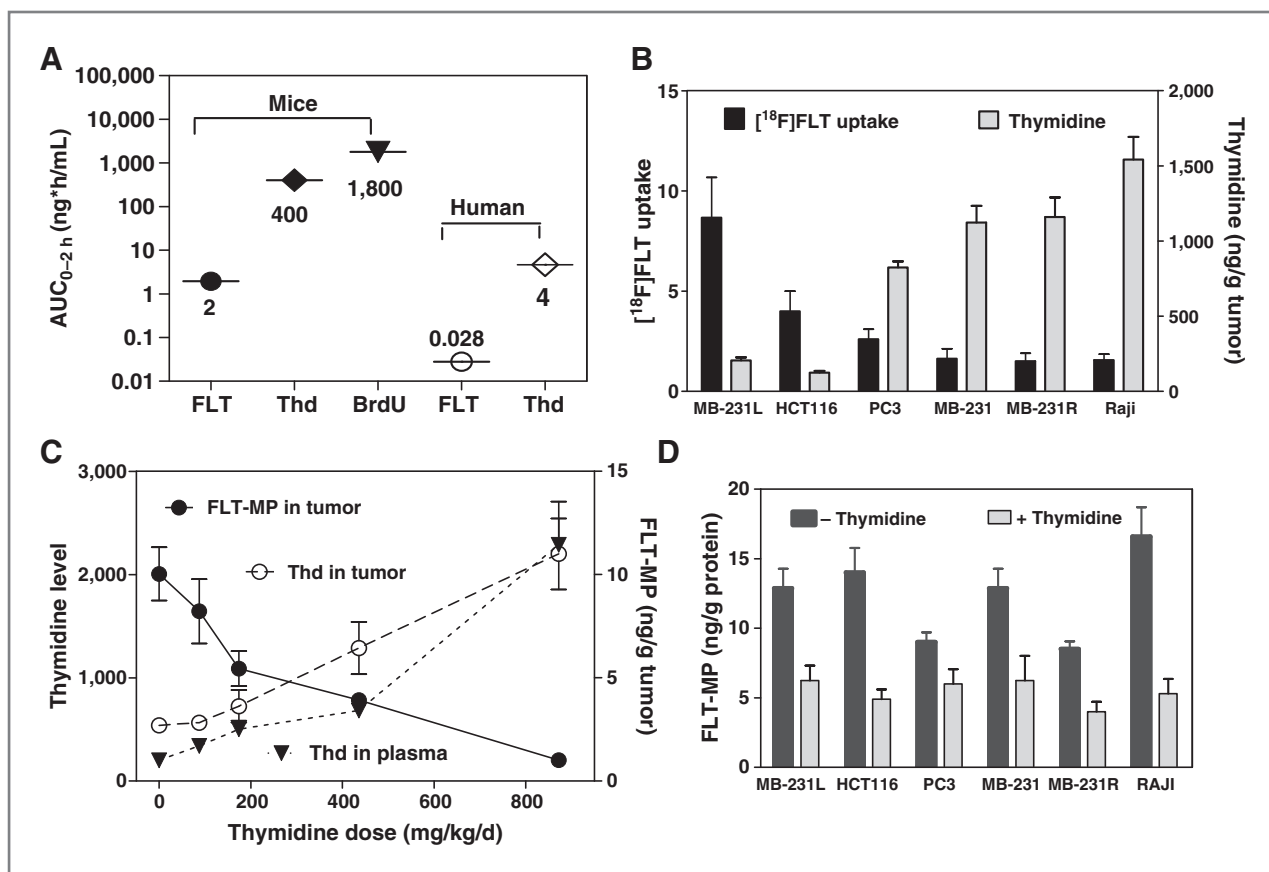 A
100,000
10,000
1,000
100
10
1
0.1
0.01
AUC0–2 h (ng*h/mL)
Mice
Human
2
400
1,800
0.028
4
FLT Thd BrdU FLT Thd
B
15
10
5
0
[18F]FLT uptake
[18F]FLT uptake
Thymidine
2,000
1,500
1,000
500
0
Thymidine (ng/g tumor)
MB-231L HCT116 PC3 MB-231 MB-231R Raji
C
3,000
2,000
1,000
0
Thymidine level
FLT-MP in tumor
Thd in tumor
Thd in plasma
15
10
5
0
FLT-MP (ng/g tumor)
0 200 400 600 800
Thymidine dose (mg/kg/d)
D
20
15
10
5
0
FLT-MP (ng/g protein)
– Thymidine
+ Thymidine
MB-231L HCT116 PC3 MB-231 MB-231R RAJI